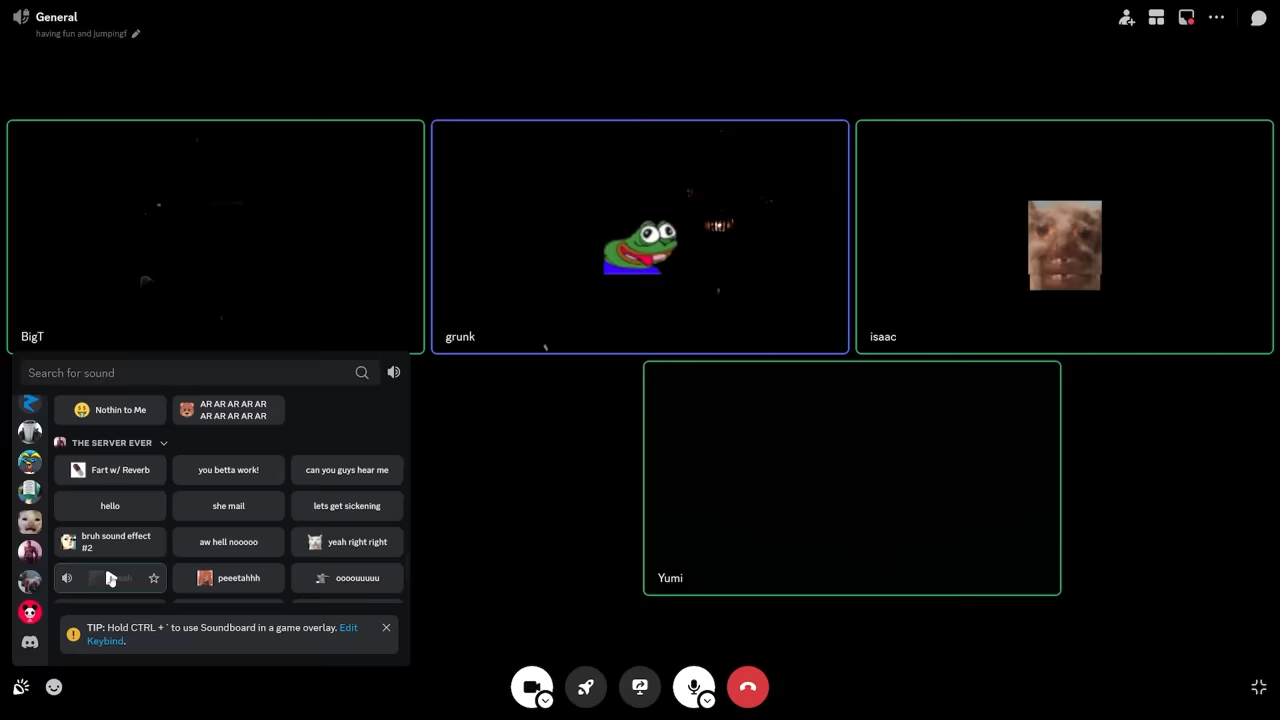 General
having fun and jumpingf
BigT
grunk
isaac
Search for sound
Nothin to Me
AR AR AR AR AR
AR AR AR AR AR
THE SERVER EVER
Fart w/ Reverb
you betta work!
can you guys hear me
hello
she mail
lets get sickening
bruh sound effect
#2
aw hell nooooo
yeah right right
peeetahhh
oooouuuuu
TIP: Hold CTRL + ` to use Soundboard in a game overlay. Edit
Keybind.
Yumi